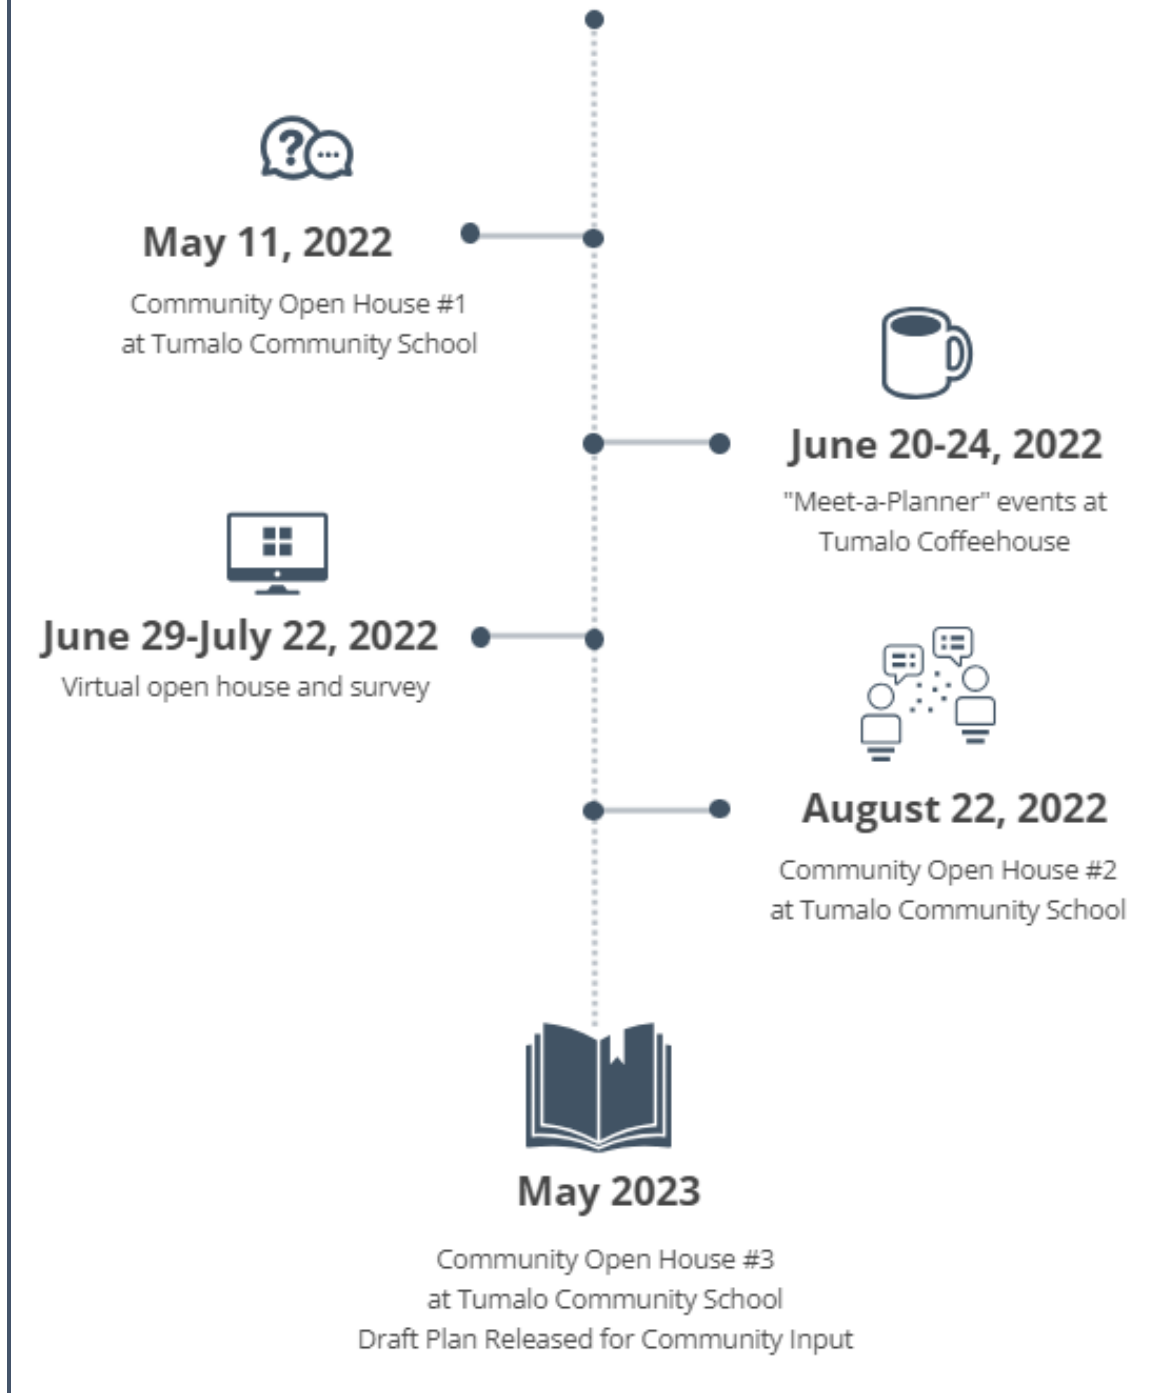 May 11, 2022
Community Open House #1
at Tumalo Community School
June 20-24, 2022
"Meet-a-Planner" events at
Tumalo Coffeehouse
June 29-July 22, 2022
Virtual open house and survey
August 22, 2022
Community Open House #2
at Tumalo Community School
May 2023
Community Open House #3
at Tumalo Community School
Draft Plan Released for Community Input